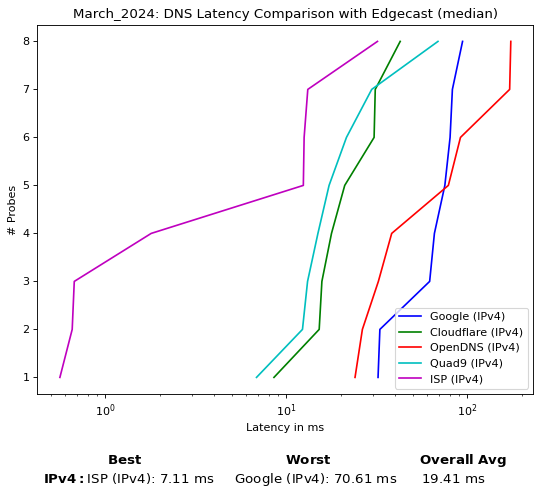 March_2024: DNS Latency Comparison with Edgecast (median)
8
7
6
5
4
3
2
1
# Probes
Google (IPv4)
Cloudflare (IPv4)
OpenDNS (IPv4)
Quad9 (IPv4)
ISP (IPv4)
10⁰ 10¹ 10²
Latency in ms
Best Worst Overall Avg
IPv4: ISP (IPv4): 7.11 ms Google (IPv4): 70.61 ms 19.41 ms